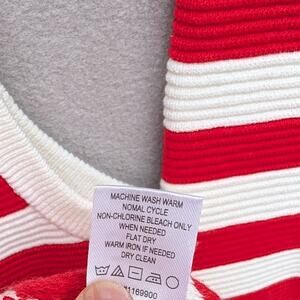 MACHINE WASH WARM
NOMAL CYCLE
NON-CHLORINE BLEACH ONLY
WHEN NEEDED
FLAT DRY
WARM IRON IF NEEDED
DRY CLEAN
1169900